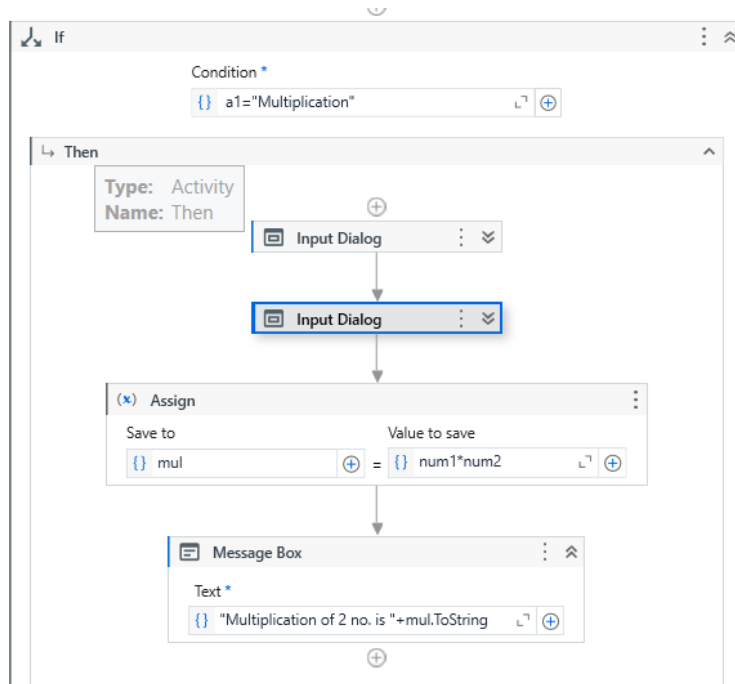 If
Condition *
{} a1="Multiplication"
Then
Type: Activity
Name: Then
Input Dialog
Input Dialog
(x) Assign
Save to Value to save
{} mul = {} num1*num2
Message Box
Text *
{} "Multiplication of 2 no. is "+mul.ToString